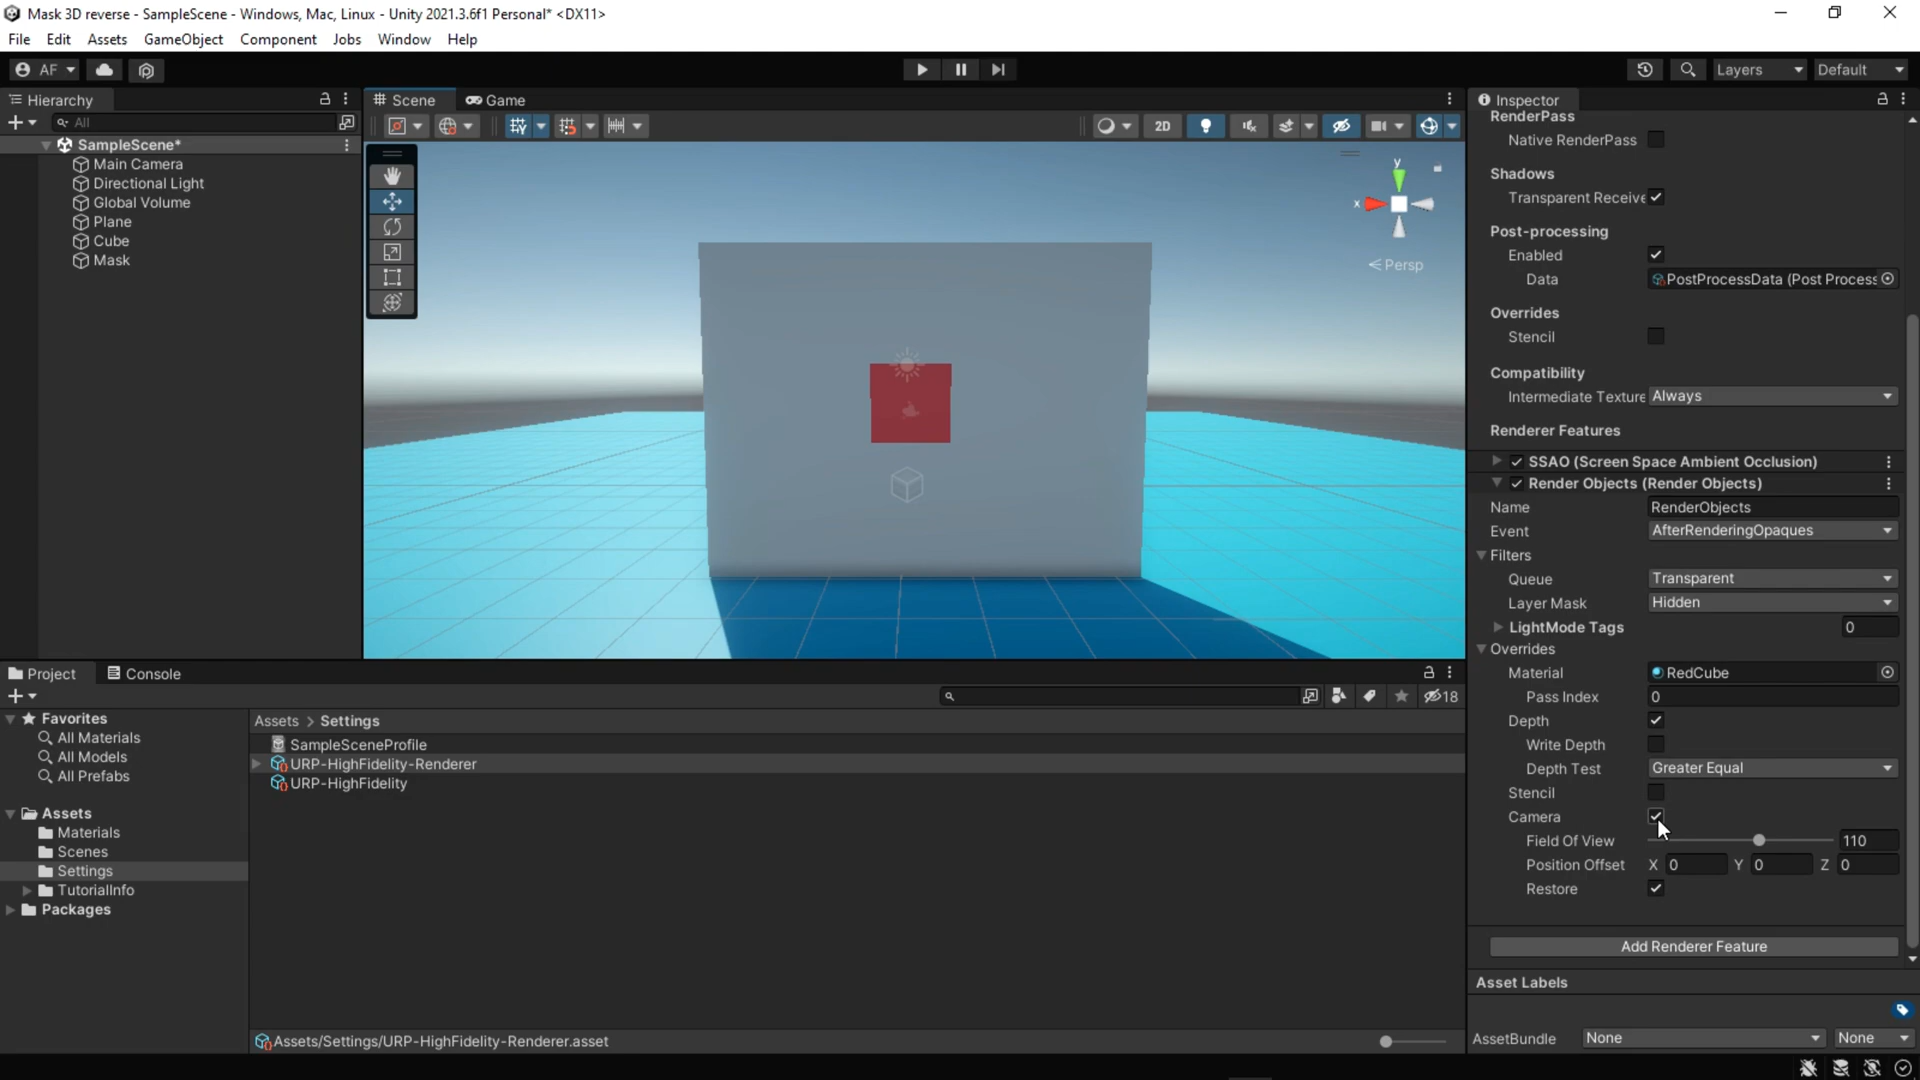 Mask 3D reverse - SampleScene - Windows, Mac, Linux - Unity 2021.3.6f1 Personal* <DX11>
File Edit Assets GameObject Component Jobs Window Help
AF
Layers Default
Hierarchy
All
SampleScene*
Main Camera
Directional Light
Global Volume
Plane
Cube
Mask
Scene Game
2D
y
x
Persp
Inspector
RenderPass
Native RenderPass
Shadows
Transparent Receive
Post-processing
Enabled
Data PostProcessData (Post Process
Overrides
Stencil
Compatibility
Intermediate Texture Always
Renderer Features
SSAO (Screen Space Ambient Occlusion)
Render Objects (Render Objects)
Name RenderObjects
Event AfterRenderingOpaques
Filters
Queue Transparent
Layer Mask Hidden
LightMode Tags 0
Overrides
Material RedCube
Pass Index 0
Depth
Write Depth
Depth Test Greater Equal
Stencil
Camera
Field Of View 110
Position Offset X 0 Y 0 Z 0
Restore
Add Renderer Feature
Asset Labels
AssetBundle None None
Project Console
18
Favorites
All Materials
All Models
All Prefabs
Assets
Materials
Scenes
Settings
TutorialInfo
Packages
Assets > Settings
SampleSceneProfile
URP-HighFidelity-Renderer
URP-HighFidelity
Assets/Settings/URP-HighFidelity-Renderer.asset